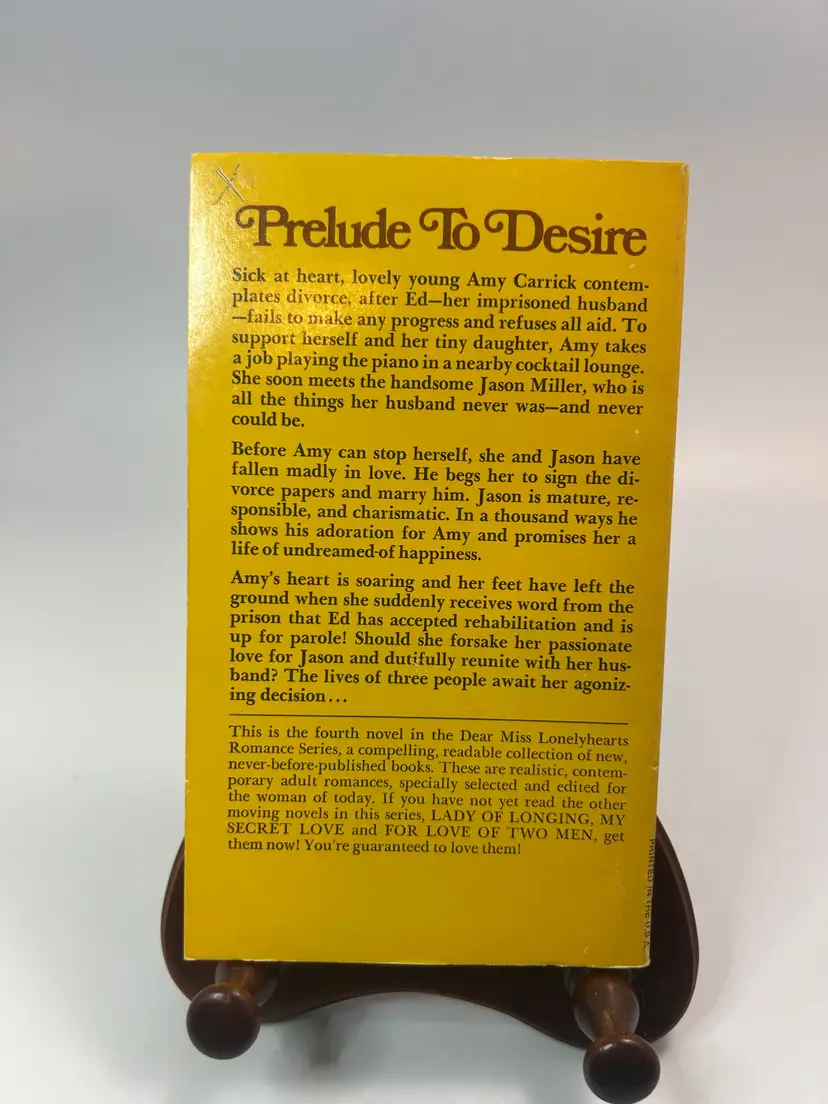 Prelude To Desire
Sick at heart, lovely young Amy Carrick contem-
plates divorce, after Ed—her imprisoned husband
—fails to make any progress and refuses all aid. To
support herself and her tiny daughter, Amy takes
a job playing the piano in a nearby cocktail lounge.
She soon meets the handsome Jason Miller, who is
all the things her husband never was—and never
could be.
Before Amy can stop herself, she and Jason have
fallen madly in love. He begs her to sign the di-
vorce papers and marry him. Jason is mature, re-
sponsible, and charismatic. In a thousand ways he
shows his adoration for Amy and promises her a
life of undreamed-of happiness.
Amy's heart is soaring and her feet have left the
ground when she suddenly receives word from the
prison that Ed has accepted rehabilitation and is
up for parole! Should she forsake her passionate
love for Jason and dutifully reunite with her hus-
band? The lives of three people await her agoniz-
ing decision...
This is the fourth novel in the Dear Miss Lonelyhearts
Romance Series, a compelling, readable collection of new,
never-before-published books. These are realistic, contem-
porary adult romances, specially selected and edited for
the woman of today. If you have not yet read the other
moving novels in this series, LADY OF LONGING, MY
SECRET LOVE and FOR LOVE OF TWO MEN, get
them now! You're guaranteed to love them!
PRINTED IN THE U.S.A.